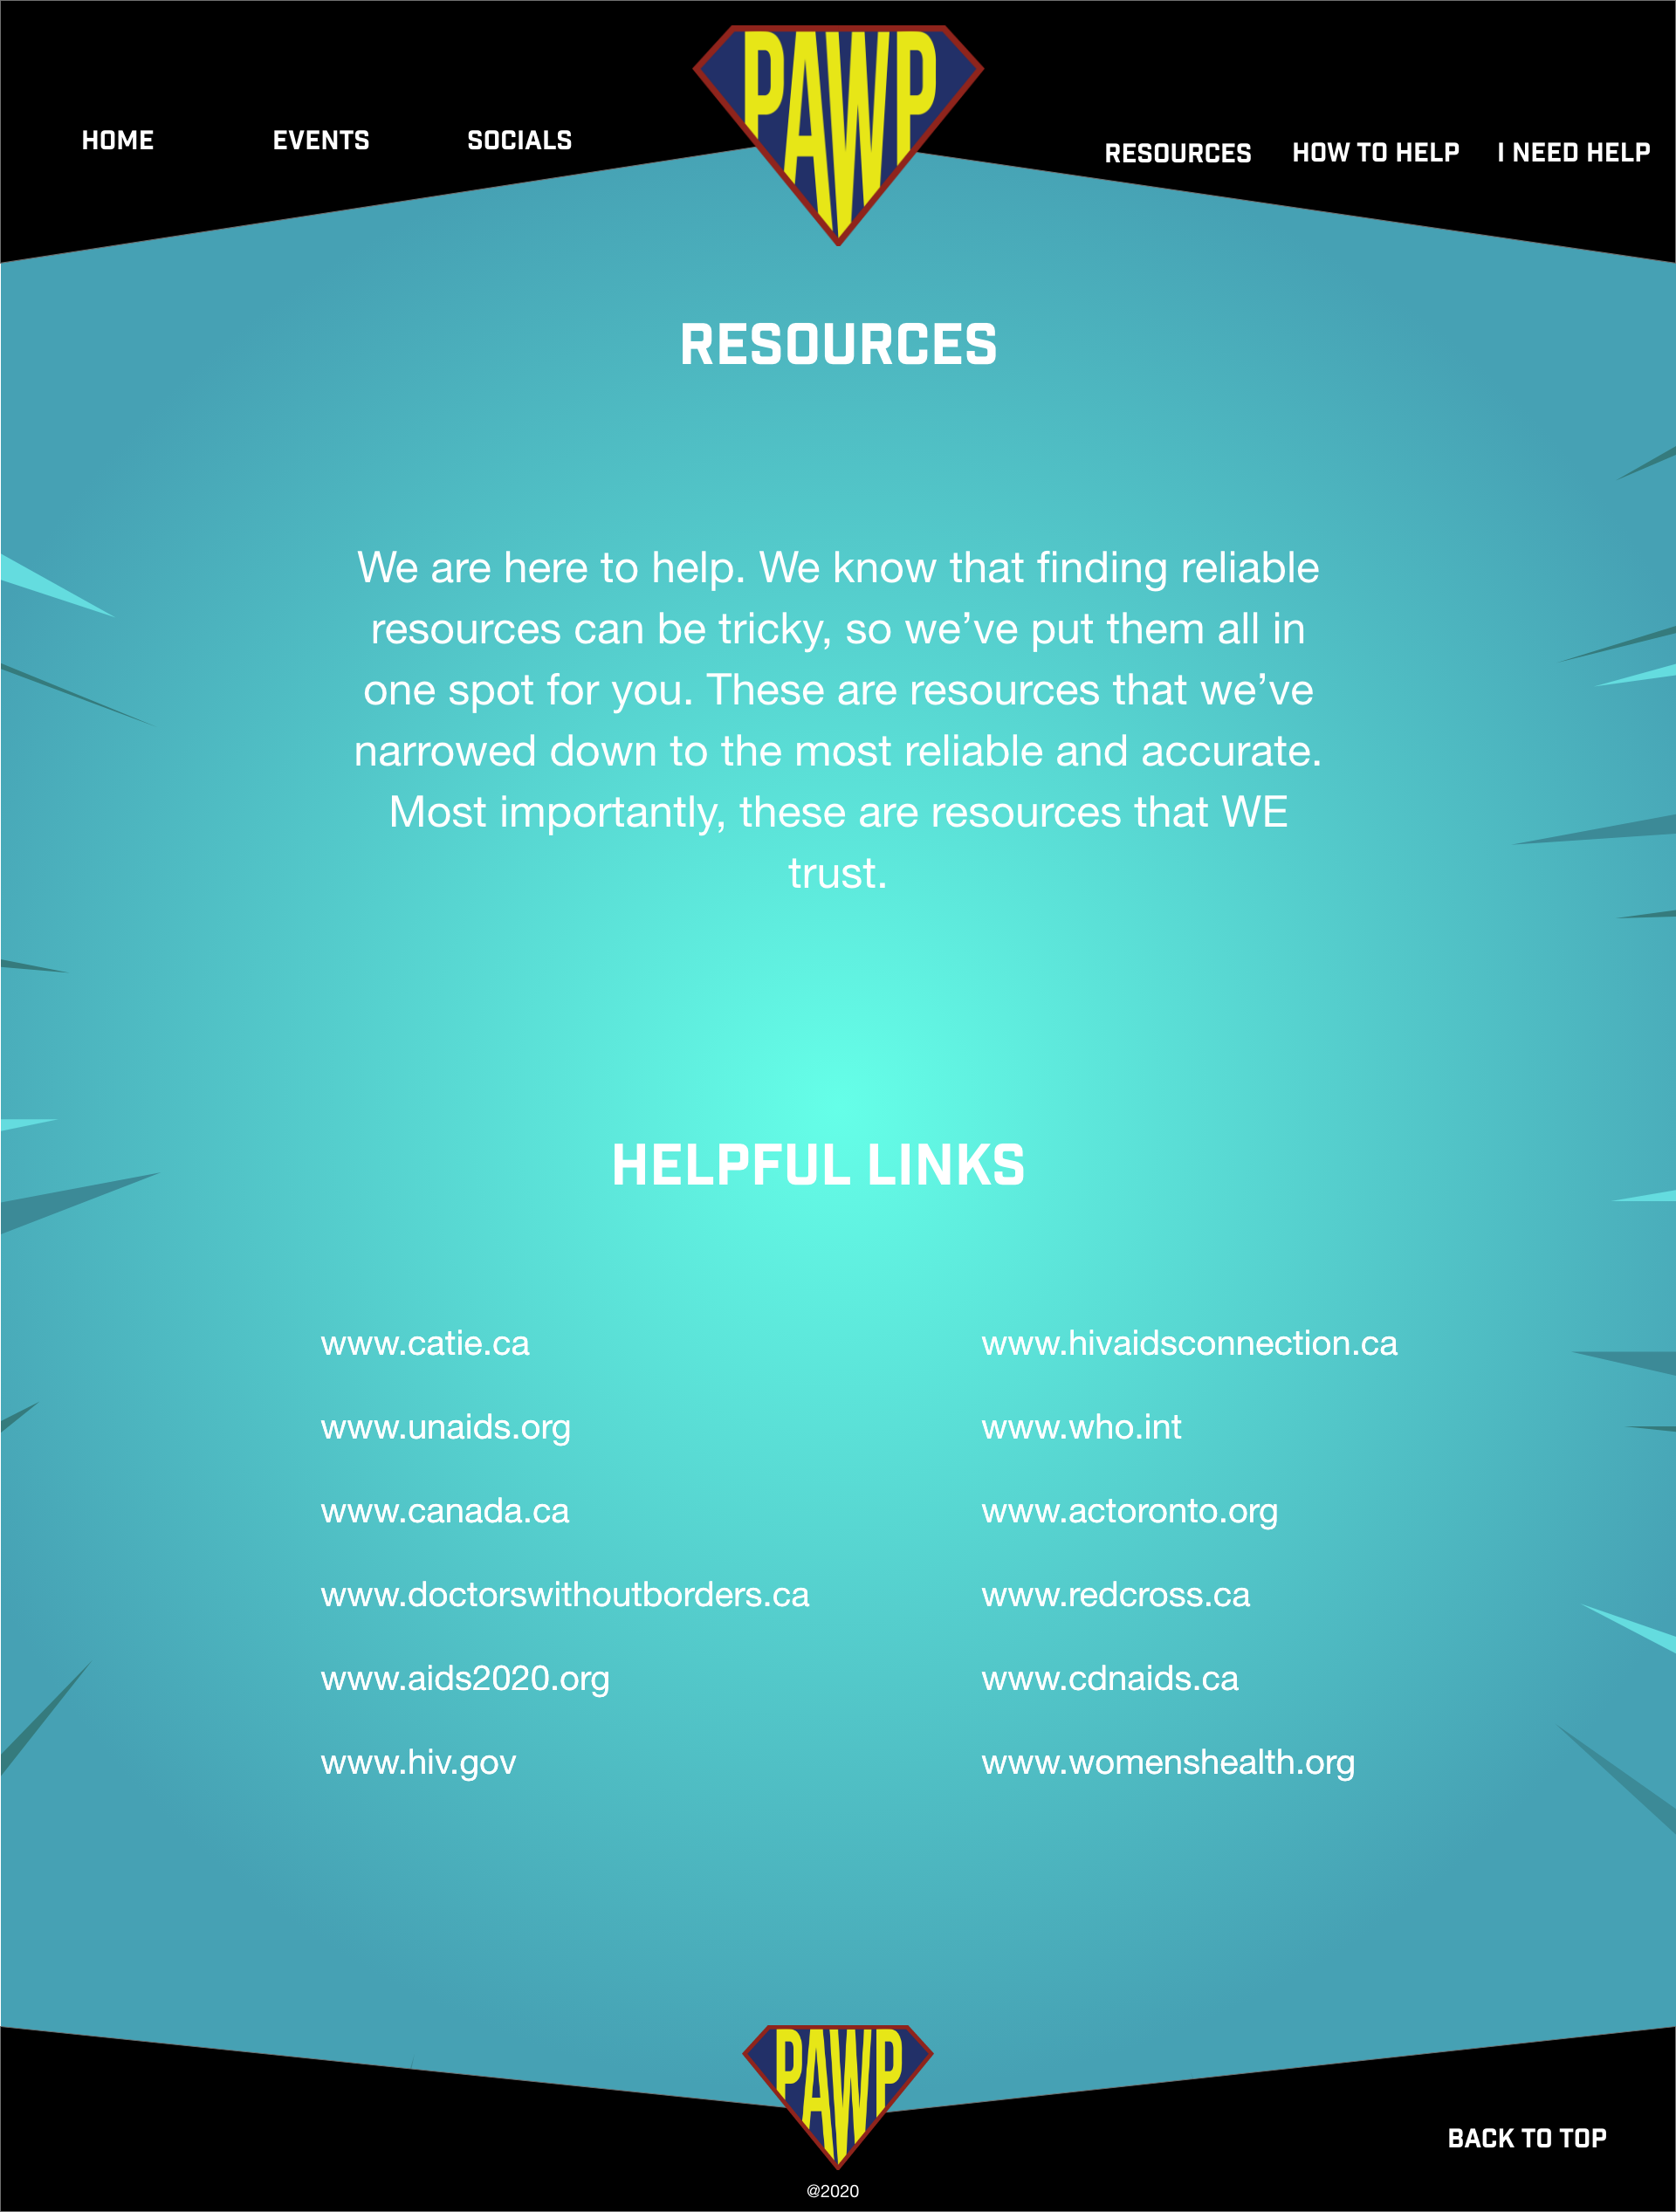 PAWP
HOME
EVENTS
SOCIALS
RESOURCES
HOW TO HELP
I NEED HELP
RESOURCES
We are here to help. We know that finding reliable
resources can be tricky, so we’ve put them all in
one spot for you. These are resources that we’ve
narrowed down to the most reliable and accurate.
Most importantly, these are resources that WE
trust.
HELPFUL LINKS
www.catie.ca
www.unaids.org
www.canada.ca
www.doctorswithoutborders.ca
www.aids2020.org
www.hiv.gov
www.hivaidsconnection.ca
www.who.int
www.actoronto.org
www.redcross.ca
www.cdnaids.ca
www.womenshealth.org
PAWP
BACK TO TOP
@2020